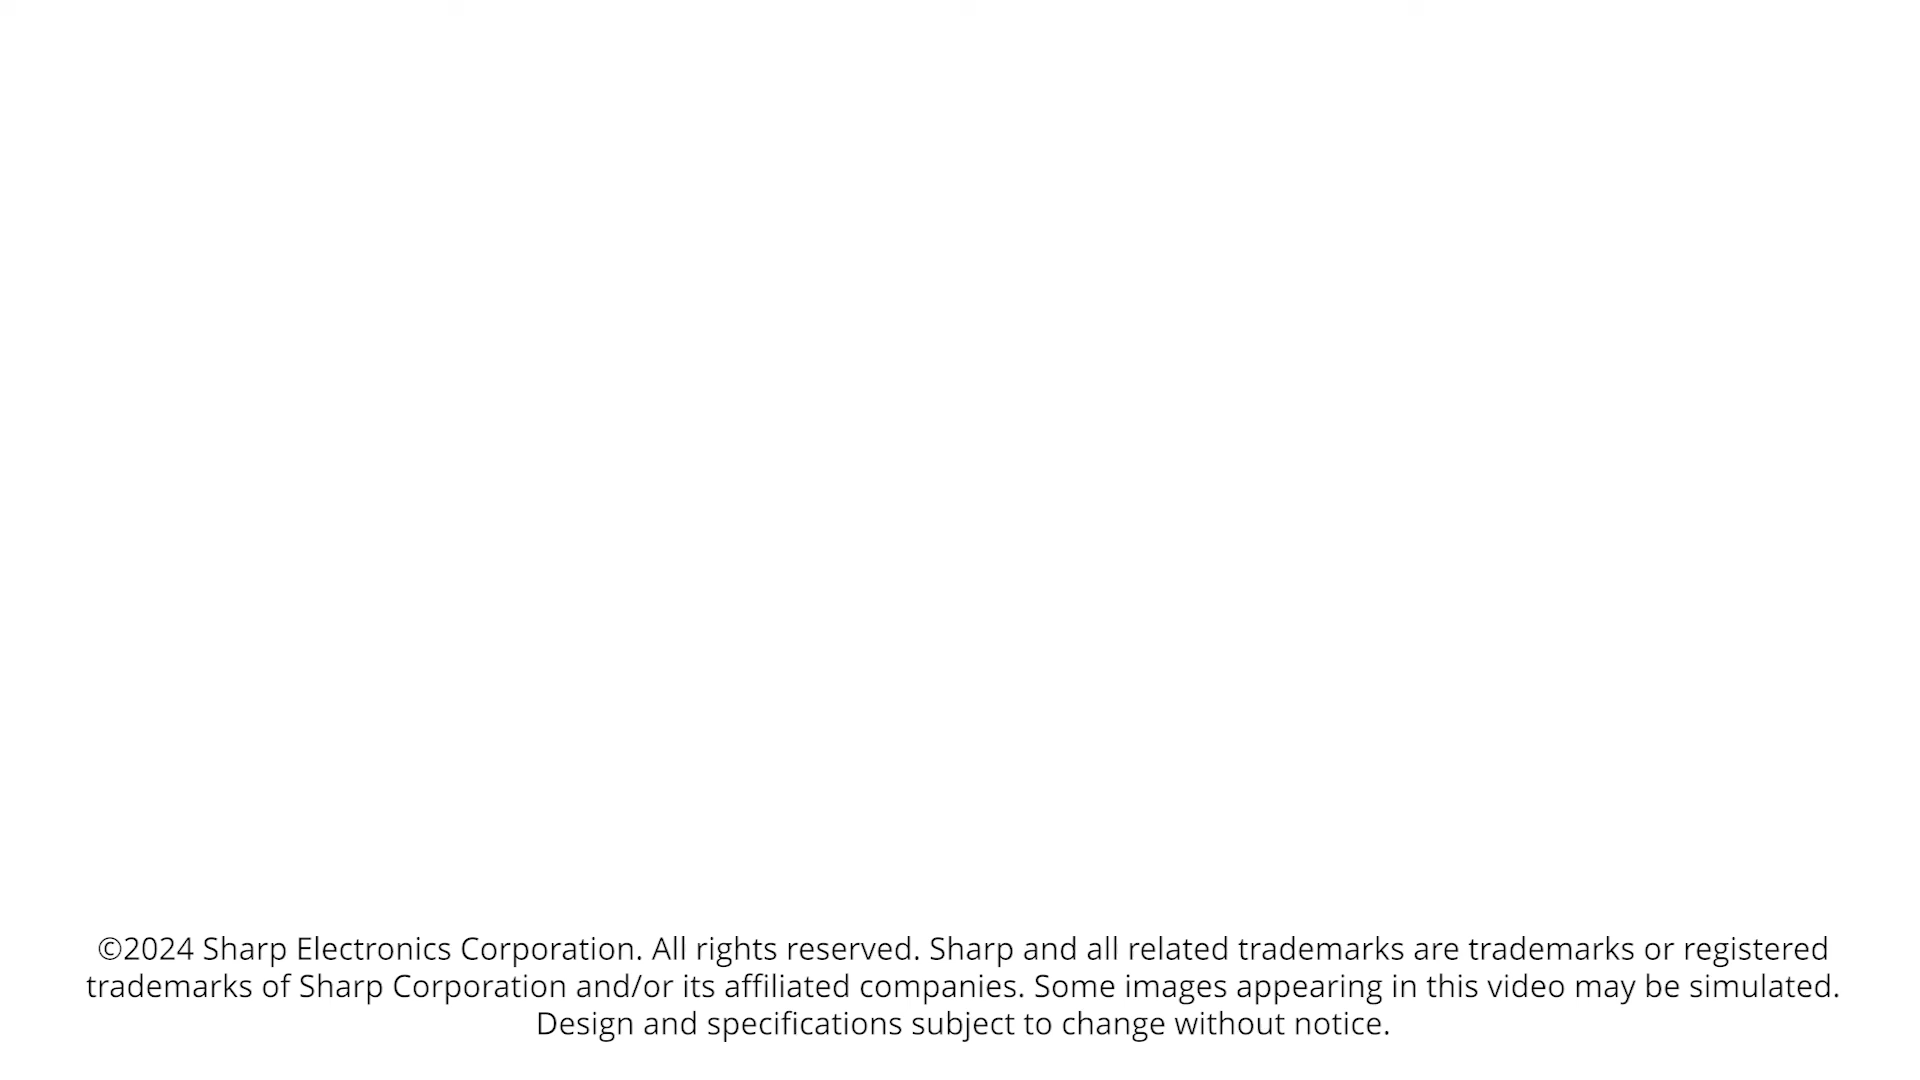 ©2024 Sharp Electronics Corporation. All rights reserved. Sharp and all related trademarks are trademarks or registered
trademarks of Sharp Corporation and/or its affiliated companies. Some images appearing in this video may be simulated.
Design and specifications subject to change without notice.